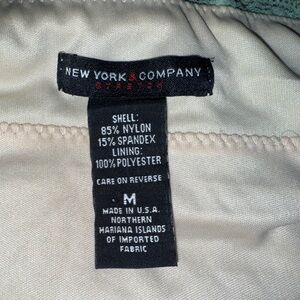 NEW YORK & COMPANY
STRETCH
SHELL:
85% NYLON
15% SPANDEX
LINING:
100% POLYESTER
CARE ON REVERSE
M
MADE IN U.S.A.
NORTHERN
MARIANA ISLANDS
OF IMPORTED
FABRIC